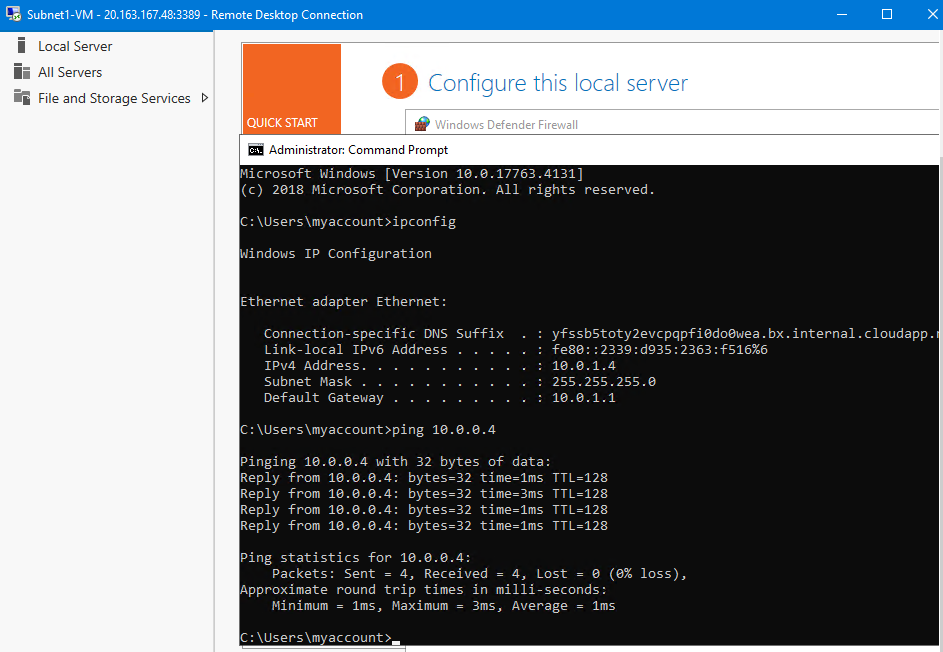 Subnet1-VM - 20.163.167.48:3389 - Remote Desktop Connection
Local Server
All Servers
File and Storage Services
QUICK START
1 Configure this local server
Windows Defender Firewall
Administrator: Command Prompt
Microsoft Windows [Version 10.0.17763.4131]
(c) 2018 Microsoft Corporation. All rights reserved.
C:\Users\myaccount>ipconfig
Windows IP Configuration
Ethernet adapter Ethernet:
Connection-specific DNS Suffix . : yfssb5toty2evcpqpfi0do0wea.bx.internal.cloudapp.
Link-local IPv6 Address . . . . . : fe80::2339:d935:2363:f516%6
IPv4 Address. . . . . . . . . . . : 10.0.1.4
Subnet Mask . . . . . . . . . . . : 255.255.255.0
Default Gateway . . . . . . . . . : 10.0.1.1
C:\Users\myaccount>ping 10.0.0.4
Pinging 10.0.0.4 with 32 bytes of data:
Reply from 10.0.0.4: bytes=32 time=1ms TTL=128
Reply from 10.0.0.4: bytes=32 time=3ms TTL=128
Reply from 10.0.0.4: bytes=32 time=1ms TTL=128
Reply from 10.0.0.4: bytes=32 time=1ms TTL=128
Ping statistics for 10.0.0.4:
Packets: Sent = 4, Received = 4, Lost = 0 (0% loss),
Approximate round trip times in milli-seconds:
Minimum = 1ms, Maximum = 3ms, Average = 1ms
C:\Users\myaccount>